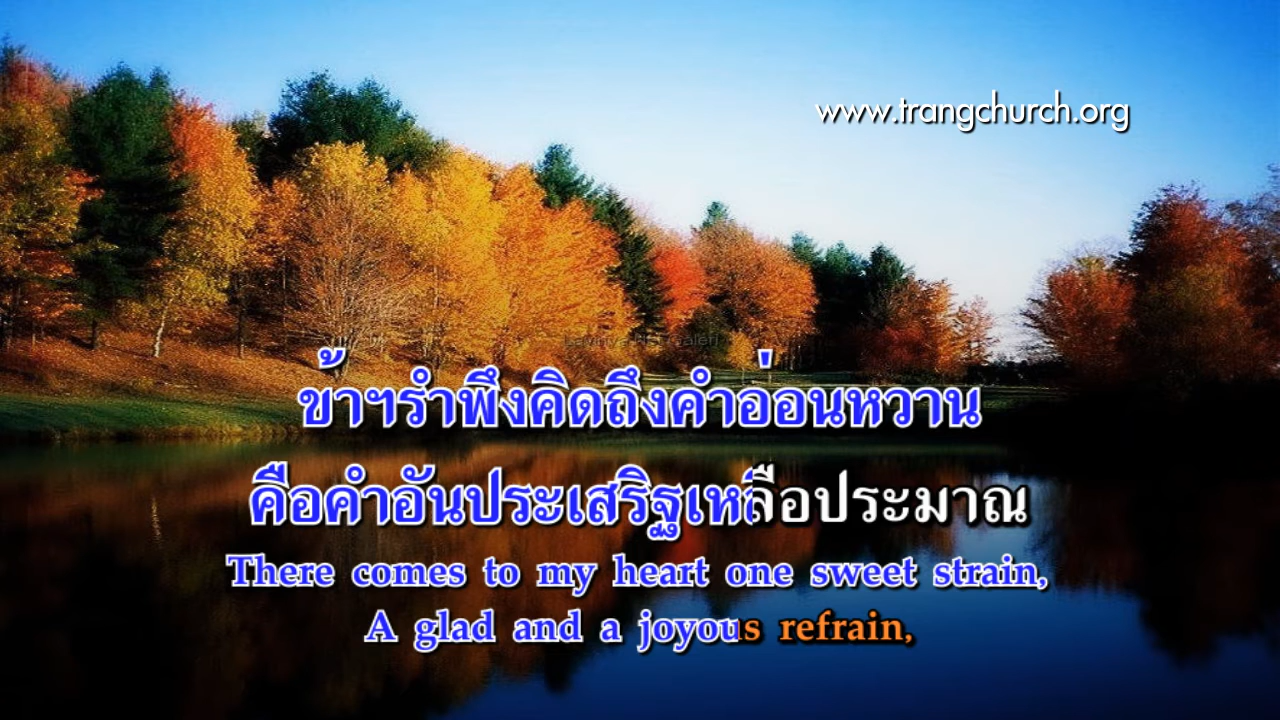 www.trangchurch.org
ข้าฯรำพึงคิดถึงคำอ่อนหวาน
คือคำอันประเสริฐเหลือประมาณ
There comes to my heart one sweet strain,
A glad and a joyous refrain,